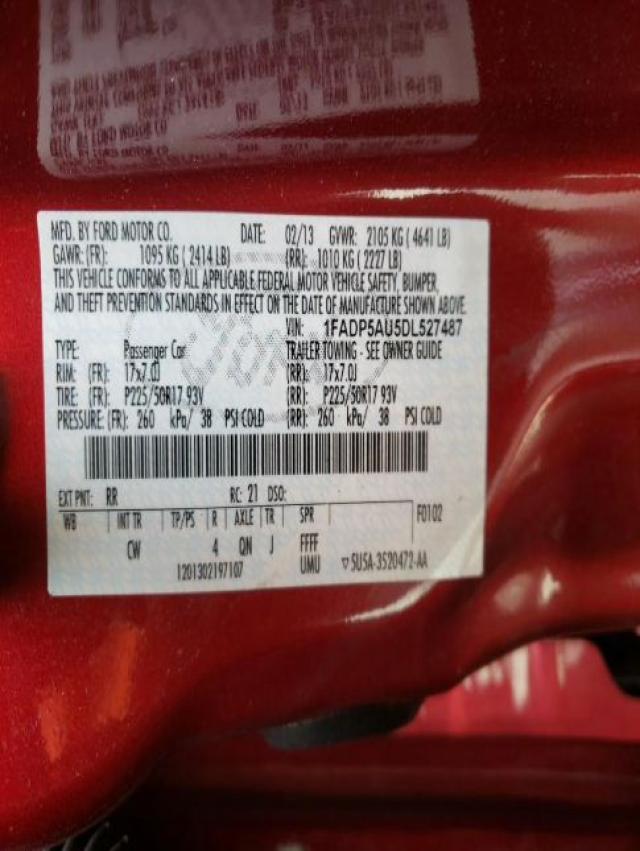 MFD. BY FORD MOTOR CO. DATE: 02/13 GVWR: 2105 KG ( 4641 LB)
GAWR: (FR): 1095 KG ( 2414 LB) (RR): 1010 KG ( 2227 LB)
THIS VEHICLE CONFORMS TO ALL APPLICABLE FEDERAL MOTOR VEHICLE SAFETY, BUMPER,
AND THEFT PREVENTION STANDARDS IN EFFECT ON THE DATE OF MANUFACTURE SHOWN ABOVE.
VIN: 1FADP5AU5DL527487
TYPE: Passenger Car TRAILER TOWING - SEE OWNER GUIDE
RIM: (FR): 17x7.0J (RR): 17x7.0J
TIRE: (FR): P225/50R17 93V (RR): P225/50R17 93V
PRESSURE: (FR): 260 kPa/ 38 PSI COLD (RR): 260 kPa/ 38 PSI COLD
EXT PNT: RR RC: 21 DSO:
WB INT TR TP/PS R AXLE TR SPR F0102
CW 4 QN J FFFF
1201302197107 UMU ▽5U5A-3520472-AA